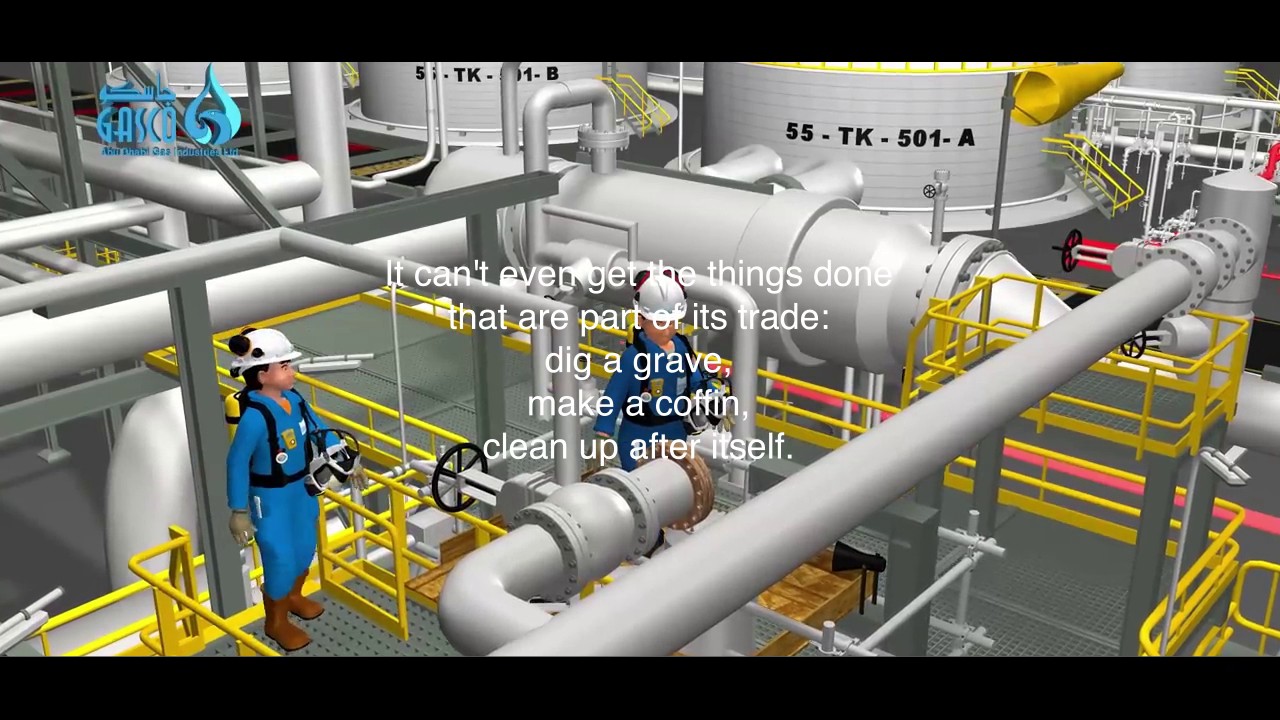 جاسكو
GASCO
Abu Dhabi Gas Industries Ltd
55 - TK - 501- B
55 - TK - 501- A
It can't even get the things done
that are part of its trade:
dig a grave,
make a coffin,
clean up after itself.